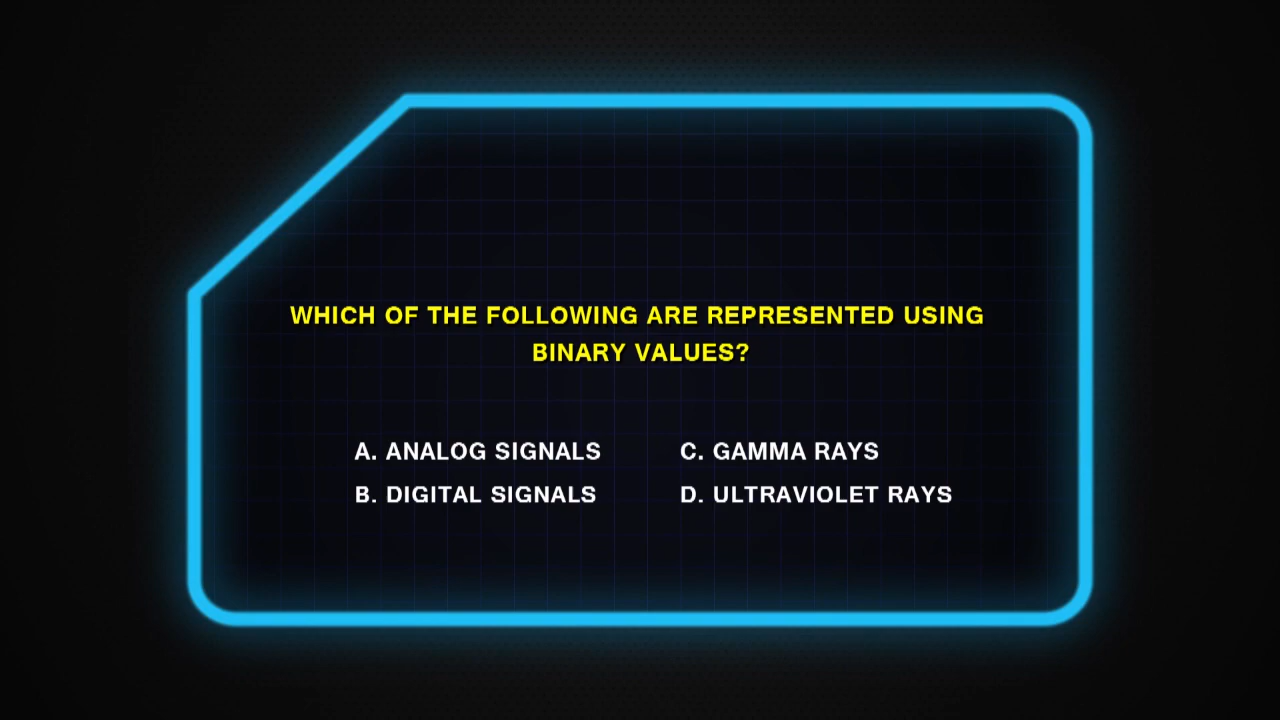 WHICH OF THE FOLLOWING ARE REPRESENTED USING
BINARY VALUES?
A. ANALOG SIGNALS
B. DIGITAL SIGNALS
C. GAMMA RAYS
D. ULTRAVIOLET RAYS